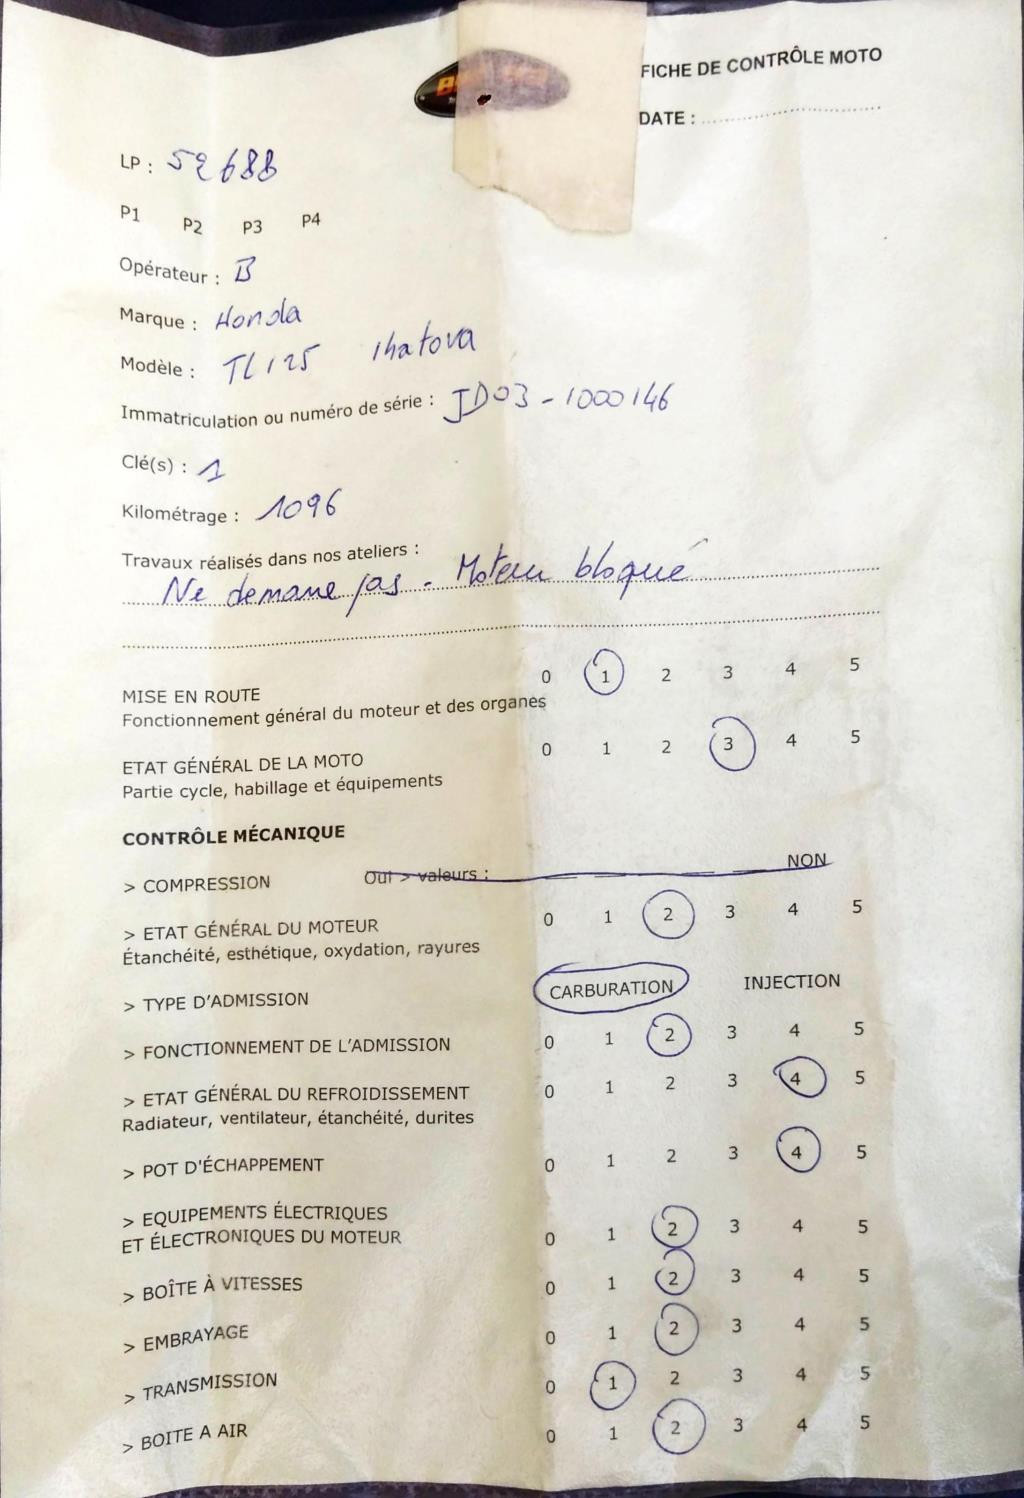 FICHE DE CONTRÔLE MOTO
DATE :
LP : 52688
P1 P2 P3 P4
Opérateur : B
Marque : Honda
Modèle : TL125 Ihatova
Immatriculation ou numéro de série : JD03-1000146
Clé(s) : 1
Kilométrage : 1096
Travaux réalisés dans nos ateliers :
Ne demarre pas - Moteur bloqué
0 1 2 3 4 5
MISE EN ROUTE
Fonctionnement général du moteur et des organes
0 1 2 3 4 5
ETAT GÉNÉRAL DE LA MOTO
Partie cycle, habillage et équipements
CONTRÔLE MÉCANIQUE
> COMPRESSION Oui > valeurs : NON
> ETAT GÉNÉRAL DU MOTEUR 0 1 2 3 4 5
Étanchéité, esthétique, oxydation, rayures
> TYPE D'ADMISSION CARBURATION INJECTION
> FONCTIONNEMENT DE L'ADMISSION 0 1 2 3 4 5
> ETAT GÉNÉRAL DU REFROIDISSEMENT 0 1 2 3 4 5
Radiateur, ventilateur, étanchéité, durites
> POT D'ÉCHAPPEMENT 0 1 2 3 4 5
> EQUIPEMENTS ÉLECTRIQUES
ET ÉLECTRONIQUES DU MOTEUR 0 1 2 3 4 5
> BOÎTE À VITESSES 0 1 2 3 4 5
> EMBRAYAGE 0 1 2 3 4 5
> TRANSMISSION 0 1 2 3 4 5
> BOITE A AIR 0 1 2 3 4 5